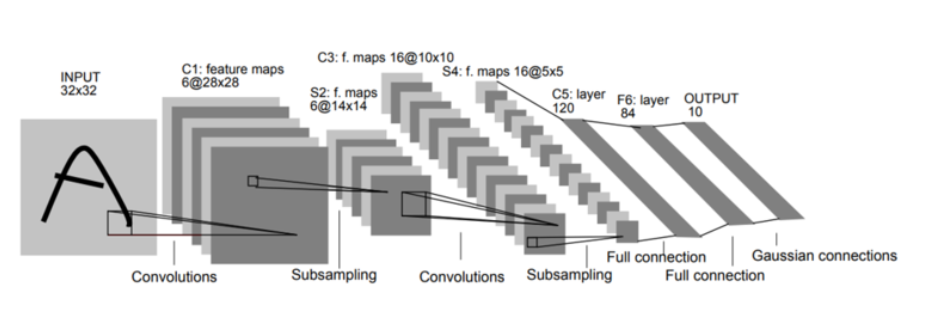 INPUT
32x32
C1: feature maps
6@28x28
S2: f. maps
6@14x14
C3: f. maps 16@10x10
S4: f. maps 16@5x5
C5: layer
120
F6: layer
84
OUTPUT
10
A
Convolutions
Subsampling
Convolutions
Subsampling
Full connection
Full connection
Gaussian connections